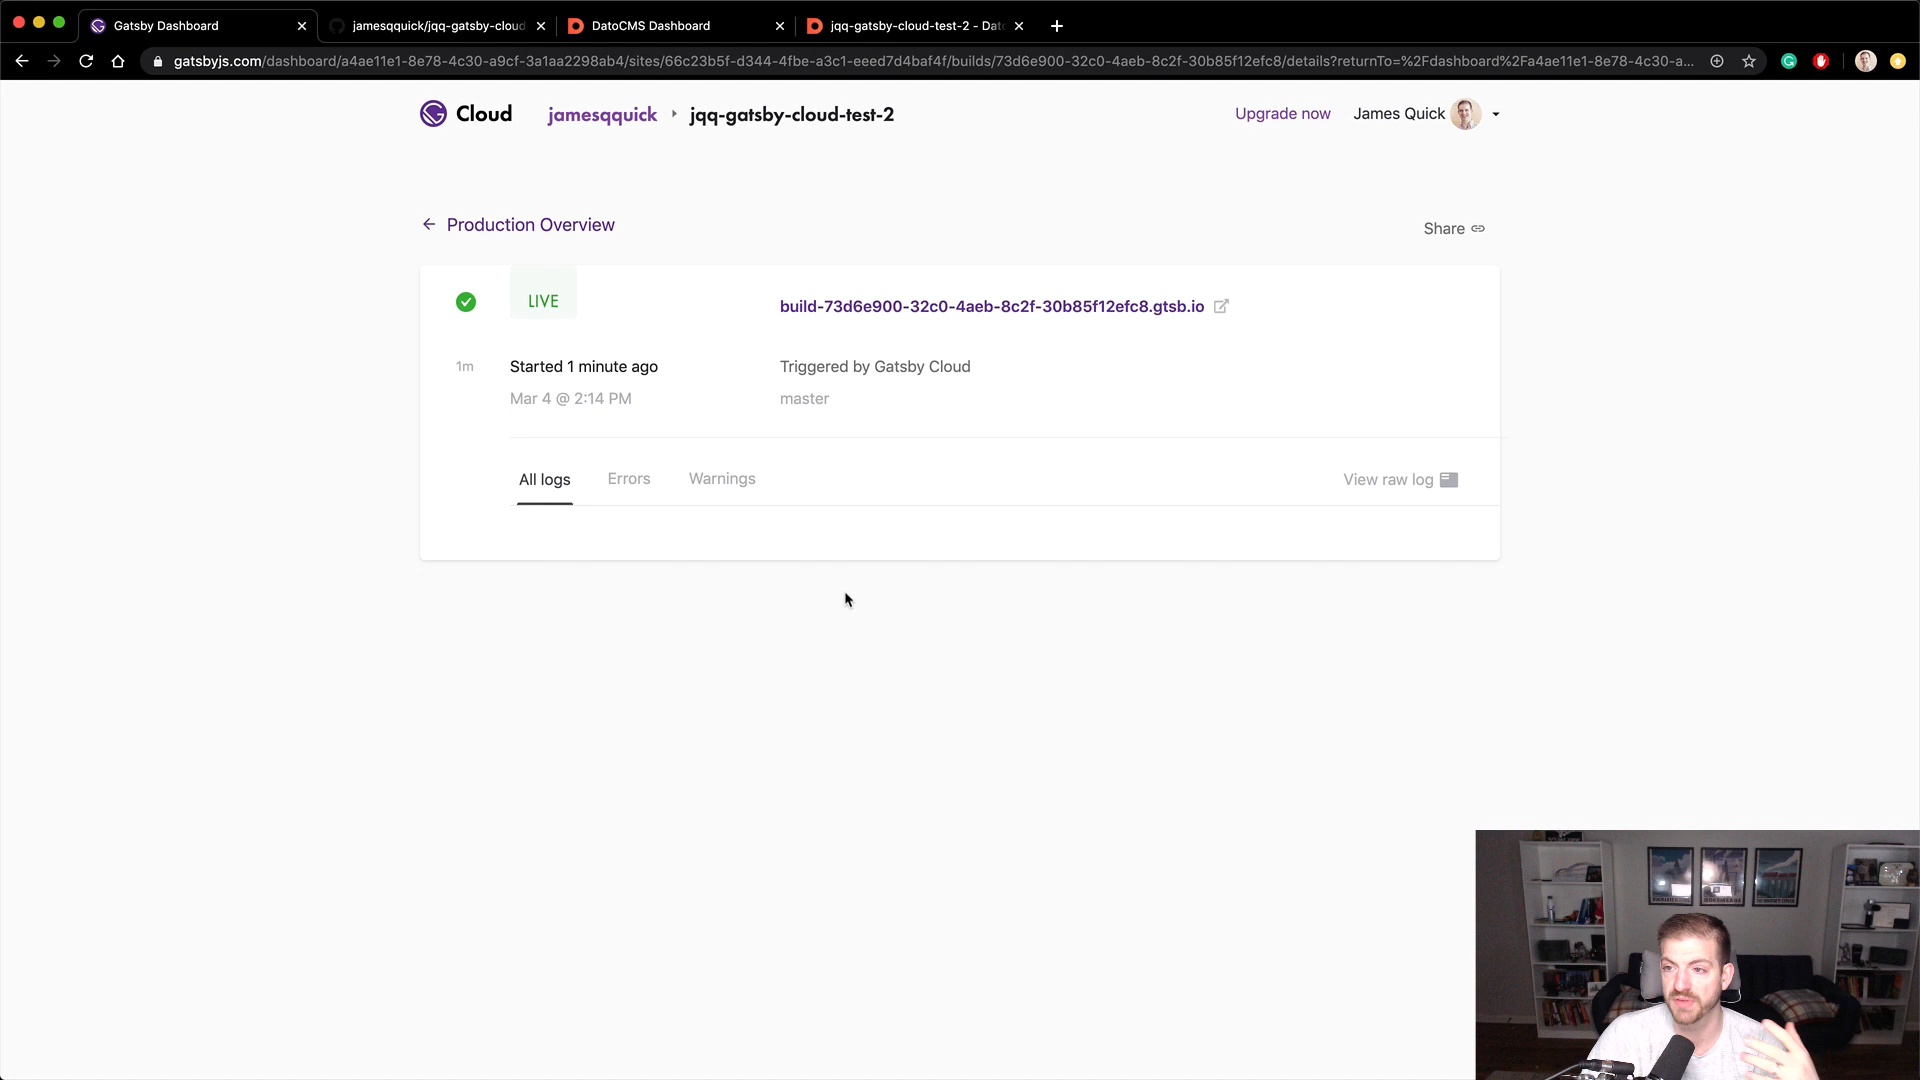 Gatsby Dashboard
jamesqquick/jqq-gatsby-cloud
DatoCMS Dashboard
jqq-gatsby-cloud-test-2 - Dat
gatsbyjs.com/dashboard/a4ae11e1-8e78-4c30-a9cf-3a1aa2298ab4/sites/66c23b5f-d344-4fbe-a3c1-eeed7d4baf4f/builds/73d6e900-32c0-4aeb-8c2f-30b85f12efc8/details?returnTo=%2Fdashboard%2Fa4ae11e1-8e78-4c30-a...
Cloud
jamesqquick
jqq-gatsby-cloud-test-2
Upgrade now
James Quick
Production Overview
Share
LIVE
build-73d6e900-32c0-4aeb-8c2f-30b85f12efc8.gtsb.io
1m
Started 1 minute ago
Triggered by Gatsby Cloud
Mar 4 @ 2:14 PM
master
All logs
Errors
Warnings
View raw log